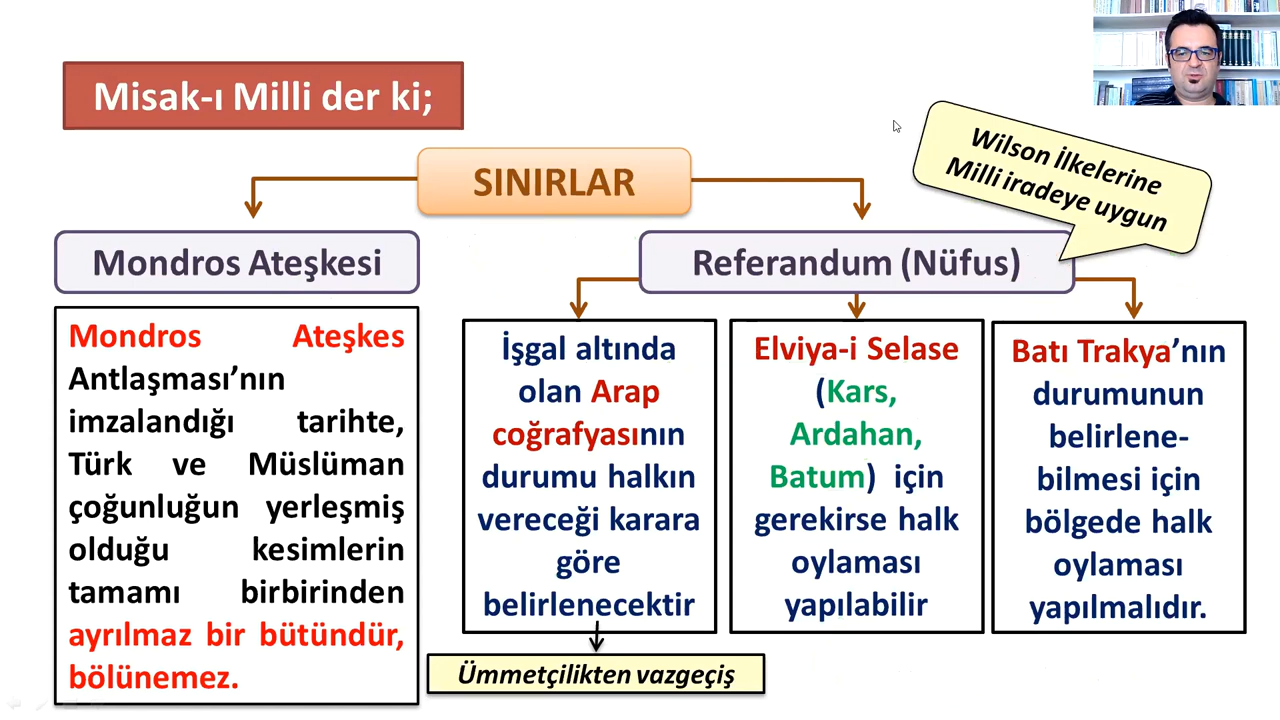 Misak-ı Milli der ki;
SINIRLAR
Wilson İlkelerine
Milli iradeye uygun
Mondros Ateşkesi
Referandum (Nüfus)
Mondros Ateşkes
Antlaşması’nın
imzalandığı tarihte,
Türk ve Müslüman
çoğunluğun yerleşmiş
olduğu kesimlerin
tamamı birbirinden
ayrılmaz bir bütündür,
bölünemez.
İşgal altında
olan Arap
coğrafyasının
durumu halkın
vereceği karara
göre
belirlenecektir
Ümmetçilikten vazgeçiş
Elviya-i Selase
(Kars,
Ardahan,
Batum) için
gerekirse halk
oylaması
yapılabilir
Batı Trakya’nın
durumunun
belirlene-
bilmesi için
bölgede halk
oylaması
yapılmalıdır.